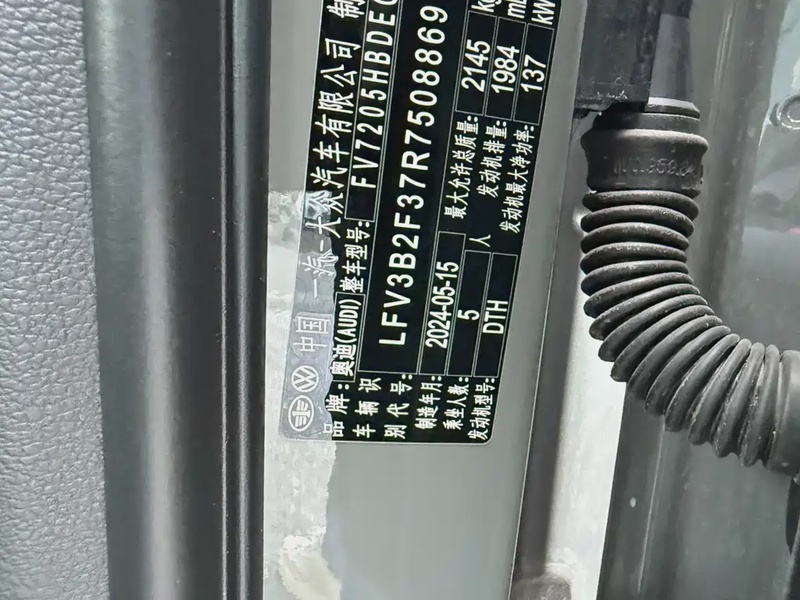 中国一汽-大众汽车有限公司 制
品牌:奥迪(AUDI) 整车型号: FV7205HBDEG
车辆识别代号: LFV3B2F37R7508869
制造年月: 2024-05-15 最大允许总质量: 2145 kg
乘坐人数: 5 人 发动机排量: 1984 mL
发动机型号: DTH 发动机最大净功率: 137 kW